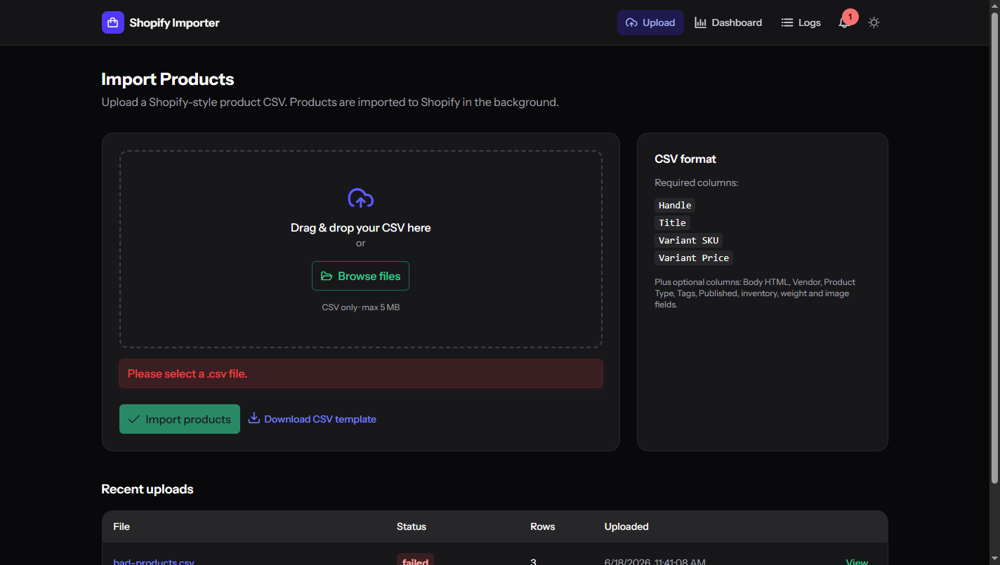 Shopify Importer
Upload
Dashboard
Logs
1
Import Products
Upload a Shopify-style product CSV. Products are imported to Shopify in the background.
Drag & drop your CSV here
or
Browse files
CSV only · max 5 MB
Please select a .csv file.
Import products
Download CSV template
CSV format
Required columns:
Handle
Title
Variant SKU
Variant Price
Plus optional columns: Body HTML, Vendor, Product
Type, Tags, Published, inventory, weight and image
fields.
Recent uploads
File Status Rows Uploaded
bad-products.csv failed 3 6/18/2026, 11:41:08 AM View